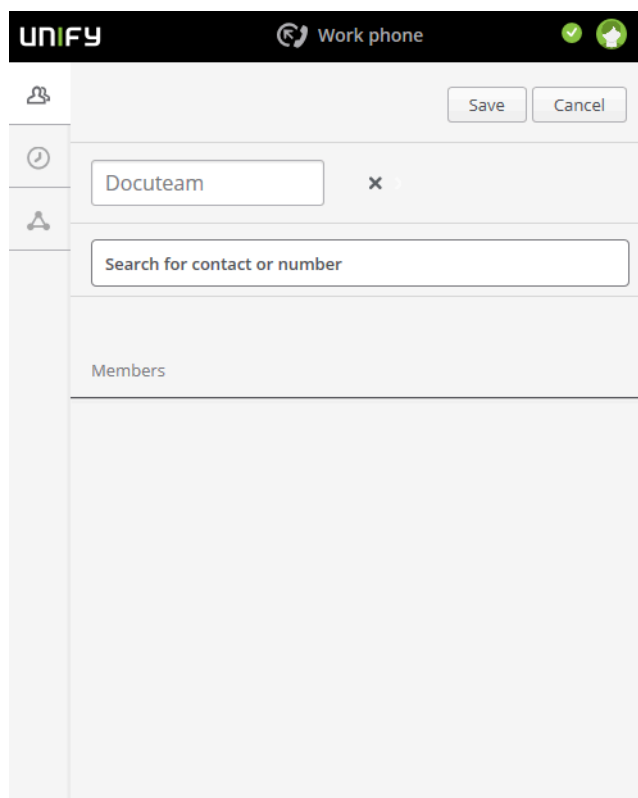 UNIFY
Work phone
Save Cancel
Docuteam
Search for contact or number
Members